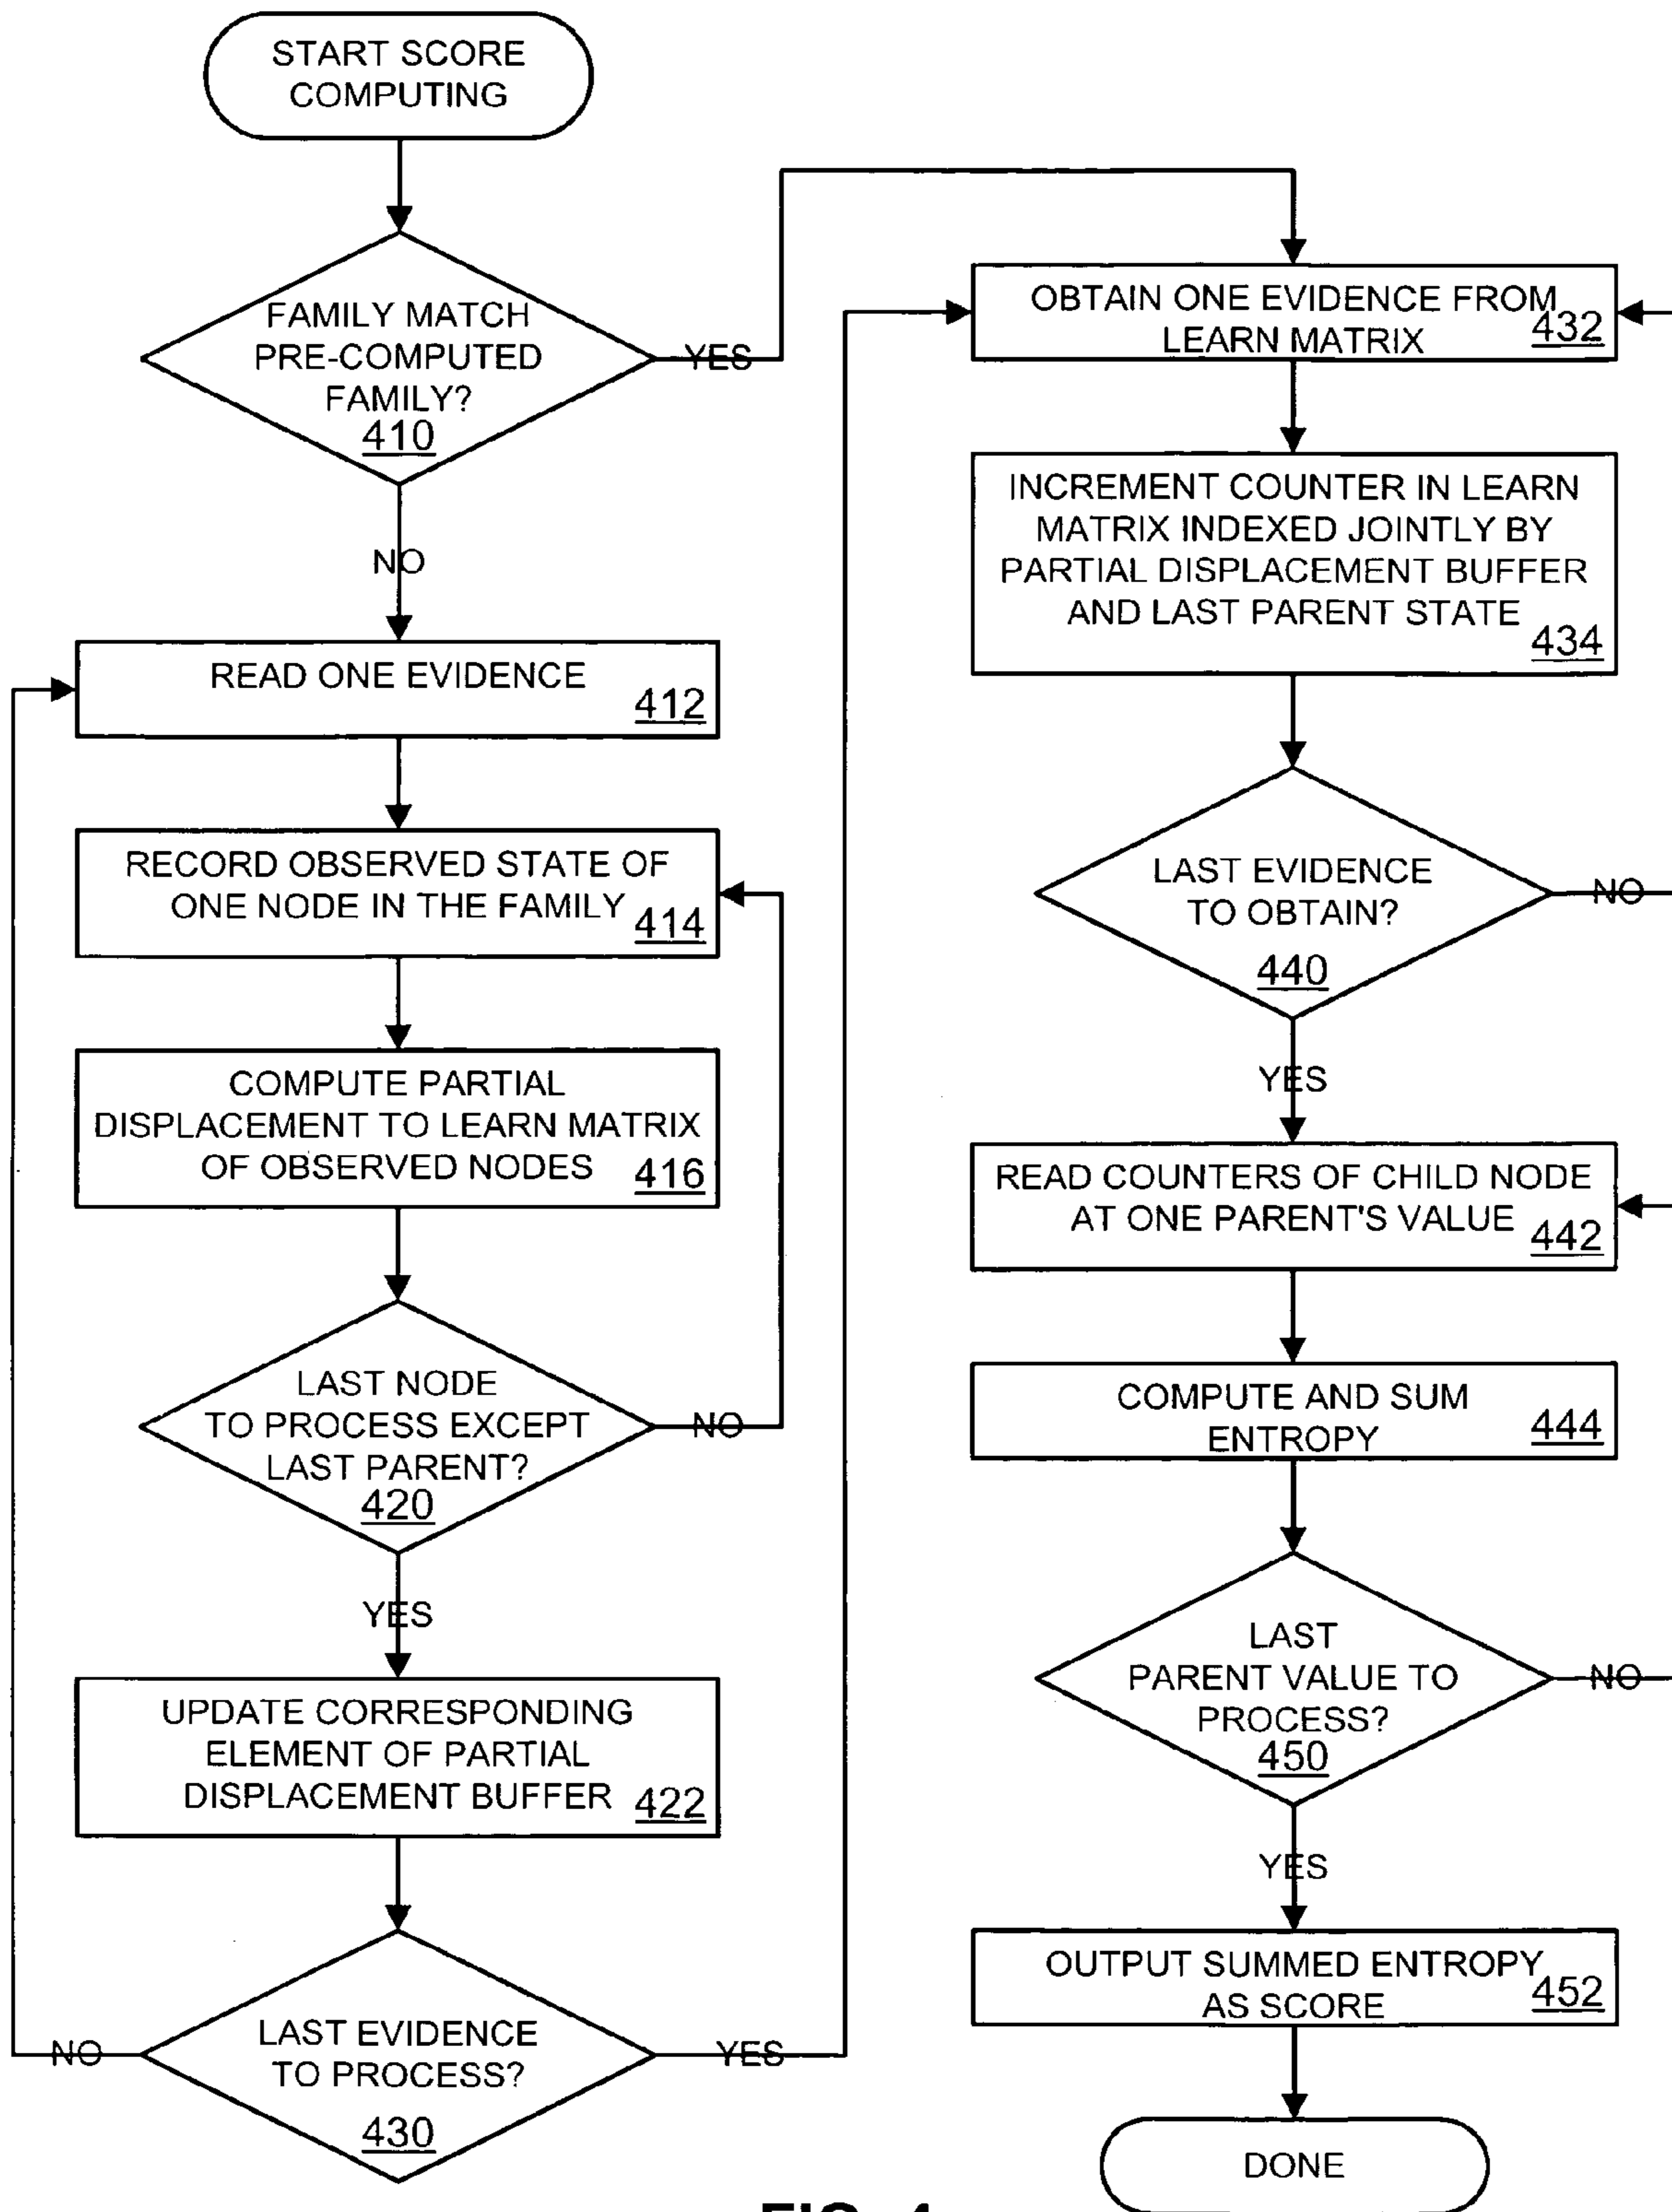 START SCORE
COMPUTING
FAMILY MATCH
PRE-COMPUTED
FAMILY?
410
YES
NO
READ ONE EVIDENCE
412
RECORD OBSERVED STATE OF
ONE NODE IN THE FAMILY
414
COMPUTE PARTIAL
DISPLACEMENT TO LEARN MATRIX
OF OBSERVED NODES
416
LAST NODE
TO PROCESS EXCEPT
LAST PARENT?
420
NO
YES
UPDATE CORRESPONDING
ELEMENT OF PARTIAL
DISPLACEMENT BUFFER
422
LAST EVIDENCE
TO PROCESS?
430
NO
YES
OBTAIN ONE EVIDENCE FROM
LEARN MATRIX
432
INCREMENT COUNTER IN LEARN
MATRIX INDEXED JOINTLY BY
PARTIAL DISPLACEMENT BUFFER
AND LAST PARENT STATE
434
LAST EVIDENCE
TO OBTAIN?
440
NO
YES
READ COUNTERS OF CHILD NODE
AT ONE PARENT'S VALUE
442
COMPUTE AND SUM
ENTROPY
444
LAST
PARENT VALUE TO
PROCESS?
450
NO
YES
OUTPUT SUMMED ENTROPY
AS SCORE
452
DONE